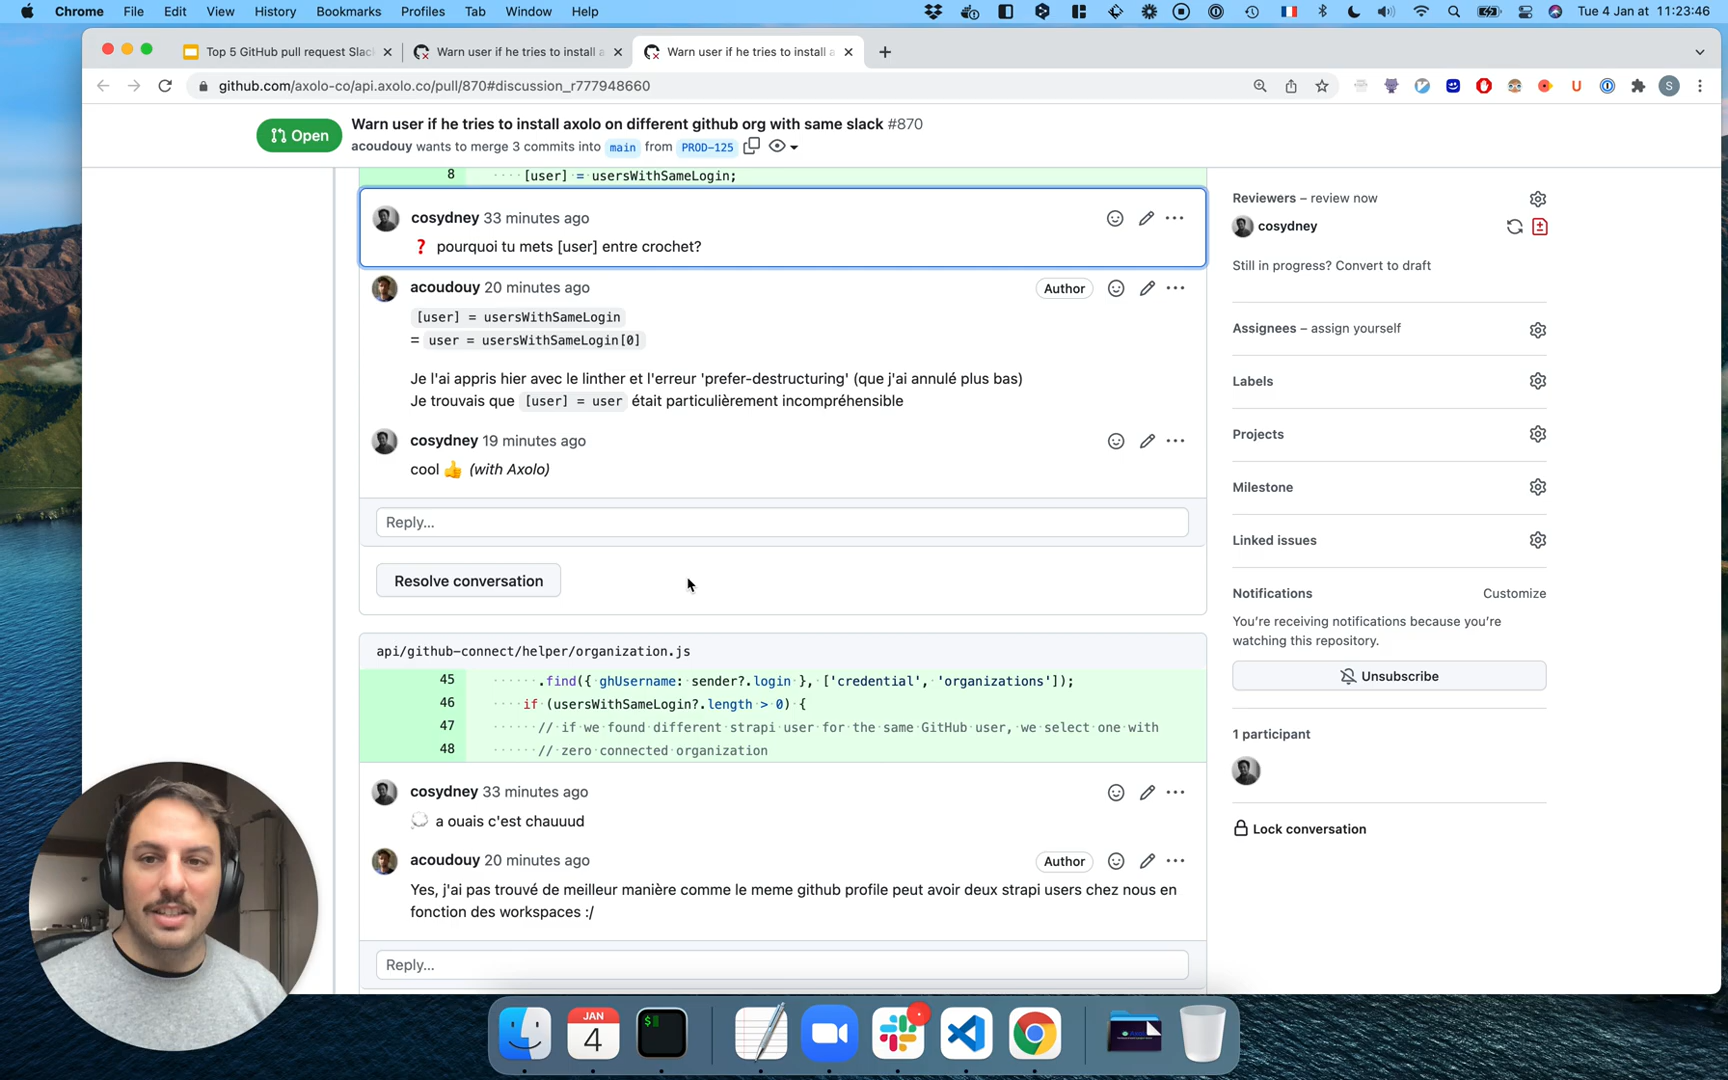 Chrome File Edit View History Bookmarks Profiles Tab Window Help
Tue 4 Jan at 11:23:46
Top 5 GitHub pull request Slac
Warn user if he tries to install a
Warn user if he tries to install a
github.com/axolo-co/api.axolo.co/pull/870#discussion_r777948660
S
Open
Warn user if he tries to install axolo on different github org with same slack #870
acoudouy wants to merge 3 commits into main from PROD-125
8 [user] = usersWithSameLogin;
cosydney 33 minutes ago
❓ pourquoi tu mets [user] entre crochet?
acoudouy 20 minutes ago
Author
[user] = usersWithSameLogin
= user = usersWithSameLogin[0]
Je l'ai appris hier avec le linther et l'erreur 'prefer-destructuring' (que j'ai annulé plus bas)
Je trouvais que [user] = user était particulièrement incompréhensible
cosydney 19 minutes ago
cool 👍 (with Axolo)
Reply...
Resolve conversation
api/github-connect/helper/organization.js
45 .find({ ghUsername: sender?.login }, ['credential', 'organizations']);
46 if (usersWithSameLogin?.length > 0) {
47 // if we found different strapi user for the same GitHub user, we select one with
48 // zero connected organization
cosydney 33 minutes ago
💭 a ouais c'est chauuud
acoudouy 20 minutes ago
Author
Yes, j'ai pas trouvé de meilleur manière comme le meme github profile peut avoir deux strapi users chez nous en
fonction des workspaces :/
Reply...
Reviewers – review now
cosydney
Still in progress? Convert to draft
Assignees – assign yourself
Labels
Projects
Milestone
Linked issues
Notifications
Customize
You're receiving notifications because you're
watching this repository.
Unsubscribe
1 participant
Lock conversation
JAN
4
$